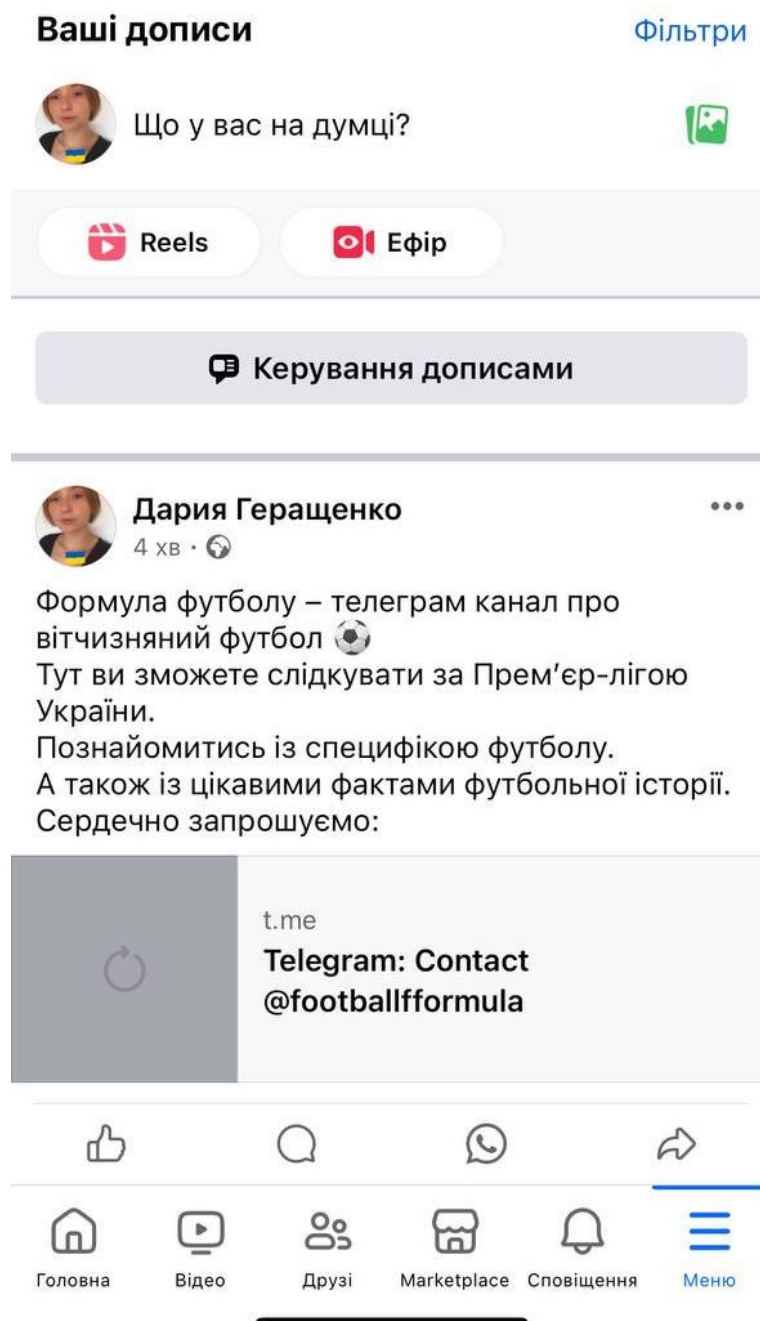 Ваші дописи
Фільтри
Що у вас на думці?
Reels
Ефір
Керування дописами
Дария Геращенко
4 хв ·
Формула футболу – телеграм канал про
вітчизняний футбол ⚽
Тут ви зможете слідкувати за Прем’єр-лігою
України.
Познайомитись із специфікою футболу.
А також із цікавими фактами футбольної історії.
Сердечно запрошуємо:
t.me
Telegram: Contact
@footballfformula
Головна
Відео
Друзі
Marketplace
Сповіщення
Меню